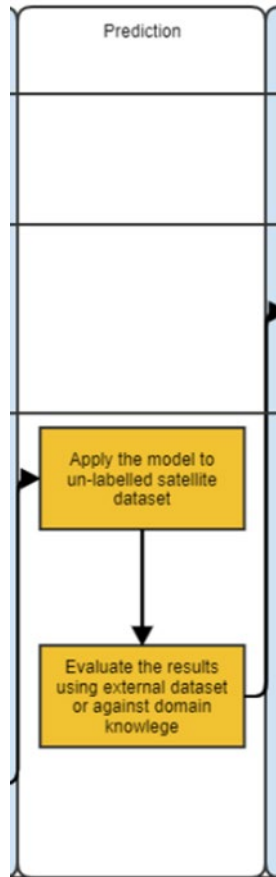 Prediction
Apply the model to
un-labelled satellite
dataset
Evaluate the results
using external dataset
or against domain
knowlege